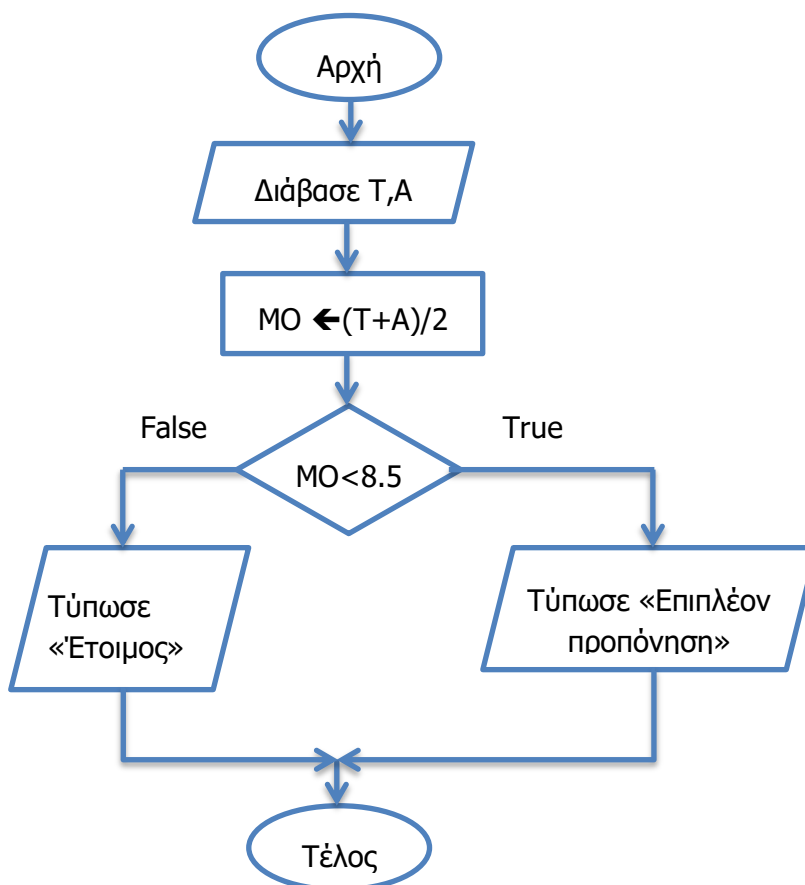 Αρχή
Διάβασε Τ,Α
ΜΟ 🡸(Τ+Α)/2
False
True
ΜΟ<8.5
Τύπωσε
«Έτοιμος»
Τύπωσε «Επιπλέον
προπόνηση»
Τέλος